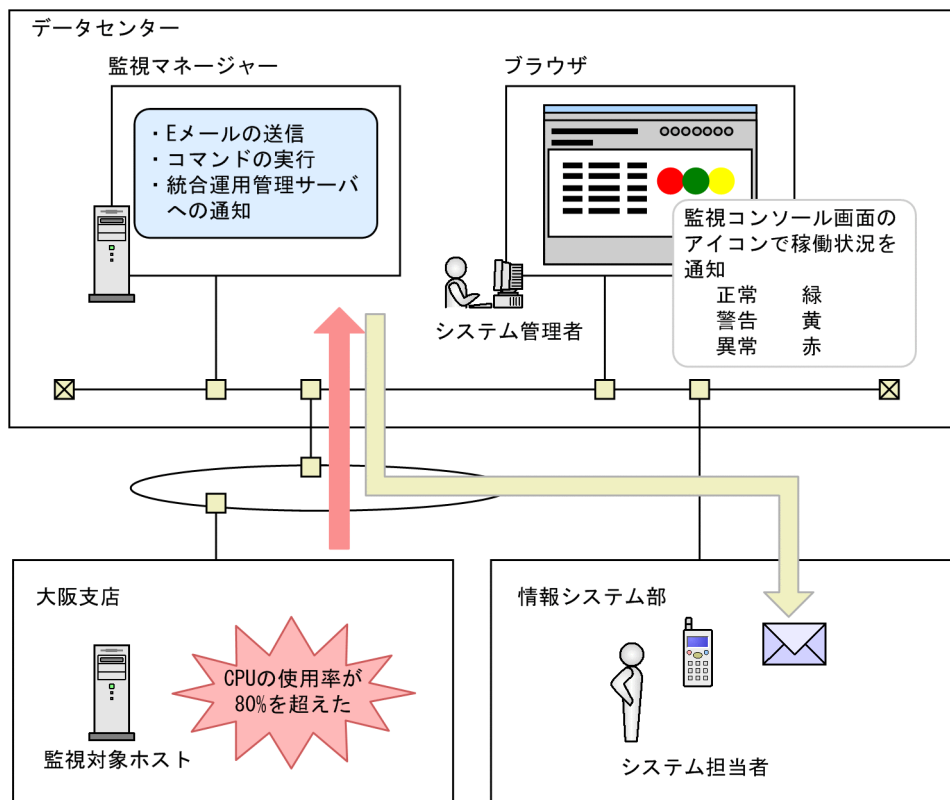 データセンター
監視マネージャー
・Eメールの送信
・コマンドの実行
・統合運用管理サーバ
への通知
ブラウザ
監視コンソール画面の
アイコンで稼働状況を
通知
正常 緑
警告 黄
異常 赤
システム管理者
大阪支店
CPUの使用率が
80%を超えた
監視対象ホスト
情報システム部
システム担当者